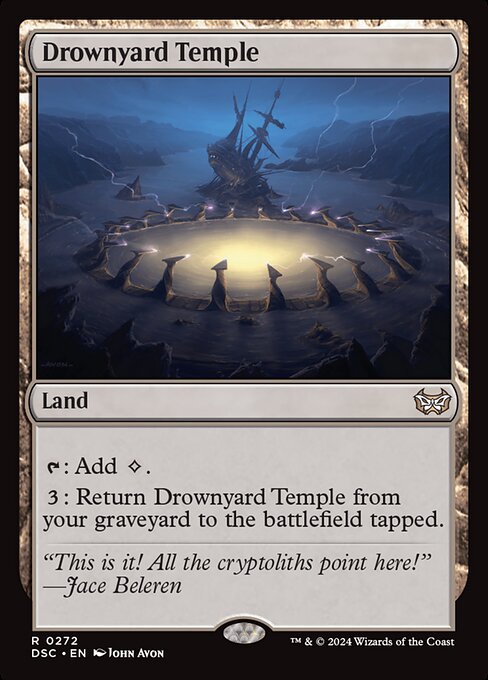 Drownyard Temple
AVON
Land
: Add .
3 : Return Drownyard Temple from
your graveyard to the battlefield tapped.
“This is it! All the cryptoliths point here!”
—Jace Beleren
R 0272
DSC • EN JOHN AVON
™ & © 2024 Wizards of the Coast